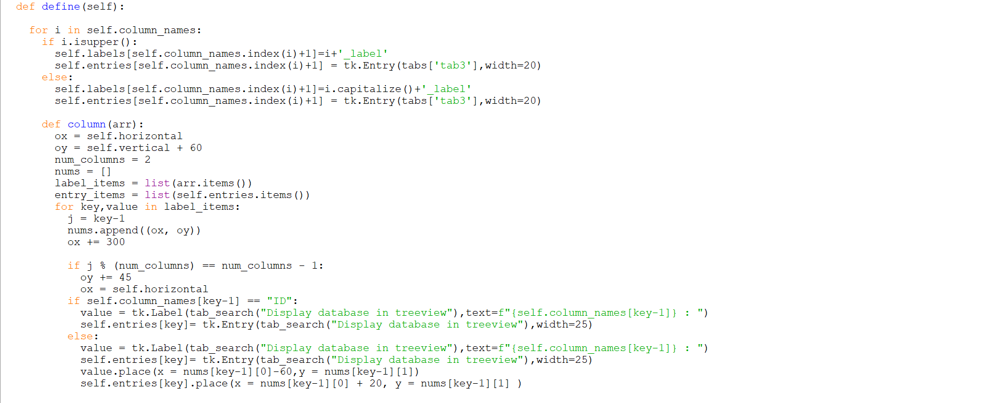 def define(self):
for i in self.column_names:
if i.isupper():
self.labels[self.column_names.index(i)+1]=i+'_label'
self.entries[self.column_names.index(i)+1] = tk.Entry(tabs['tab3'],width=20)
else:
self.labels[self.column_names.index(i)+1]=i.capitalize()+'_label'
self.entries[self.column_names.index(i)+1] = tk.Entry(tabs['tab3'],width=20)
def column(arr):
ox = self.horizontal
oy = self.vertical + 60
num_columns = 2
nums = []
label_items = list(arr.items())
entry_items = list(self.entries.items())
for key,value in label_items:
j = key-1
nums.append((ox, oy))
ox += 300
if j % (num_columns) == num_columns - 1:
oy += 45
ox = self.horizontal
if self.column_names[key-1] == "ID":
value = tk.Label(tab_search("Display database in treeview"),text=f"{self.column_names[key-1]} : ")
self.entries[key]= tk.Entry(tab_search("Display database in treeview"),width=25)
else:
value = tk.Label(tab_search("Display database in treeview"),text=f"{self.column_names[key-1]} : ")
self.entries[key]= tk.Entry(tab_search("Display database in treeview"),width=25)
value.place(x = nums[key-1][0]-60,y = nums[key-1][1])
self.entries[key].place(x = nums[key-1][0] + 20, y = nums[key-1][1] )